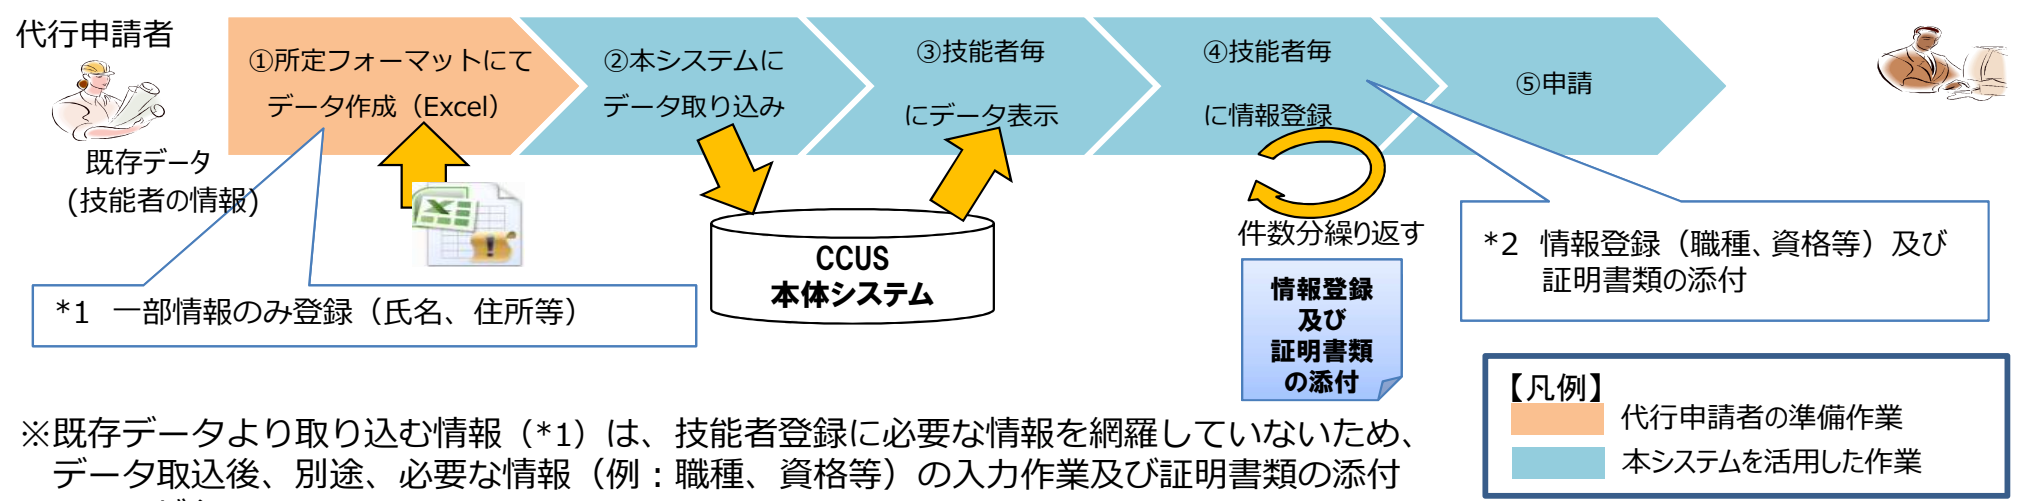 代行申請者
既存データ
(技能者の情報)
①所定フォーマットにて
データ作成（Excel）
②本システムに
データ取り込み
③技能者毎
にデータ表示
④技能者毎
に情報登録
⑤申請
CCUS
本体システム
件数分繰り返す
情報登録
及び
証明書類
の添付
*1 一部情報のみ登録（氏名、住所等）
*2 情報登録（職種、資格等）及び
証明書類の添付
【凡例】
代行申請者の準備作業
本システムを活用した作業
※既存データより取り込む情報（*1）は、技能者登録に必要な情報を網羅していないため、
データ取込後、別途、必要な情報（例：職種、資格等）の入力作業及び証明書類の添付